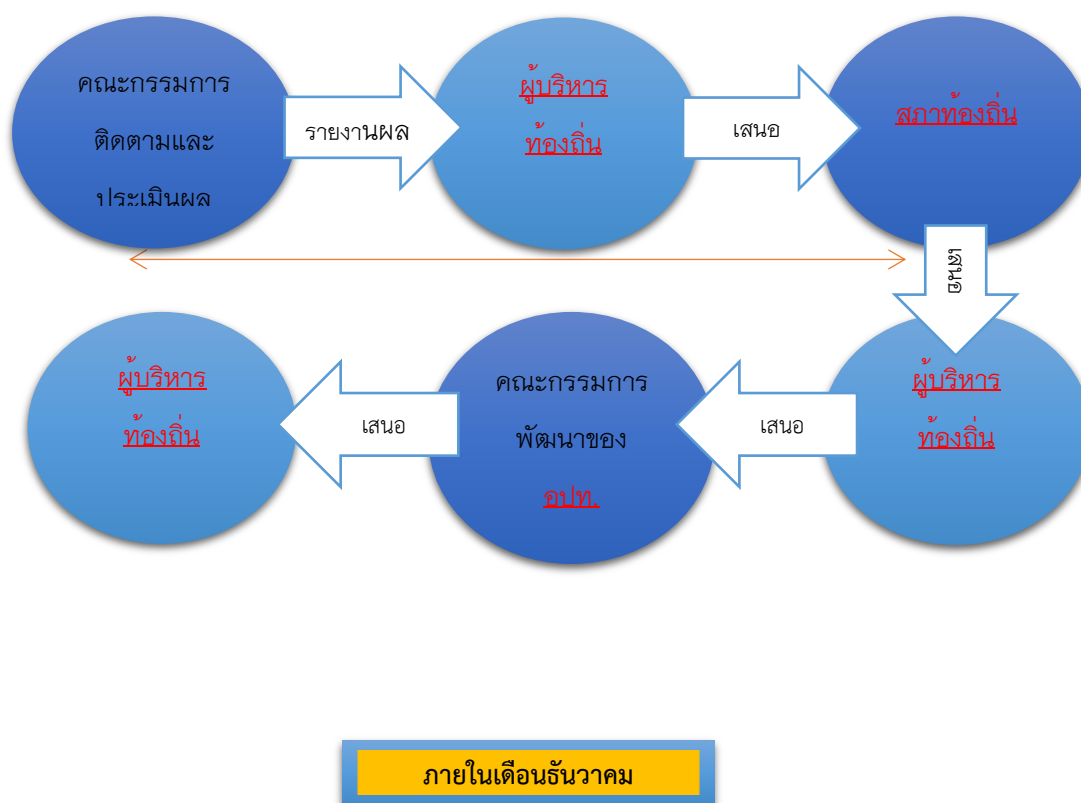 คณะกรรมการ
ติดตามและ
ประเมินผล
รายงานผล
ผู้บริหาร
ท้องถิ่น
เสนอ
สภาท้องถิ่น
เสนอ
ผู้บริหาร
ท้องถิ่น
เสนอ
คณะกรรมการ
พัฒนาของ
อปท.
เสนอ
ผู้บริหาร
ท้องถิ่น
ภายในเดือนธันวาคม